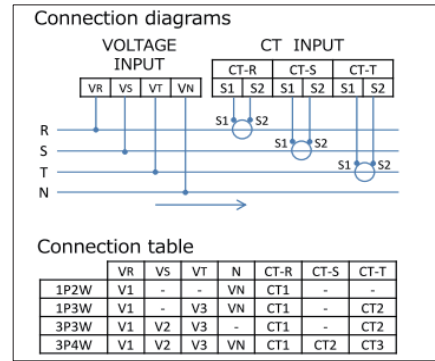 Connection diagrams
VOLTAGE INPUT
CT INPUT
CT-R CT-S CT-T
VR VS VT VN S1 S2 S1 S2 S1 S2
R S1 S2
S S1 S2
T S1 S2
N
Connection table
VR VS VT N CT-R CT-S CT-T
1P2W V1 - - VN CT1 - -
1P3W V1 - V3 VN CT1 - CT2
3P3W V1 V2 V3 - CT1 - CT2
3P4W V1 V2 V3 VN CT1 CT2 CT3